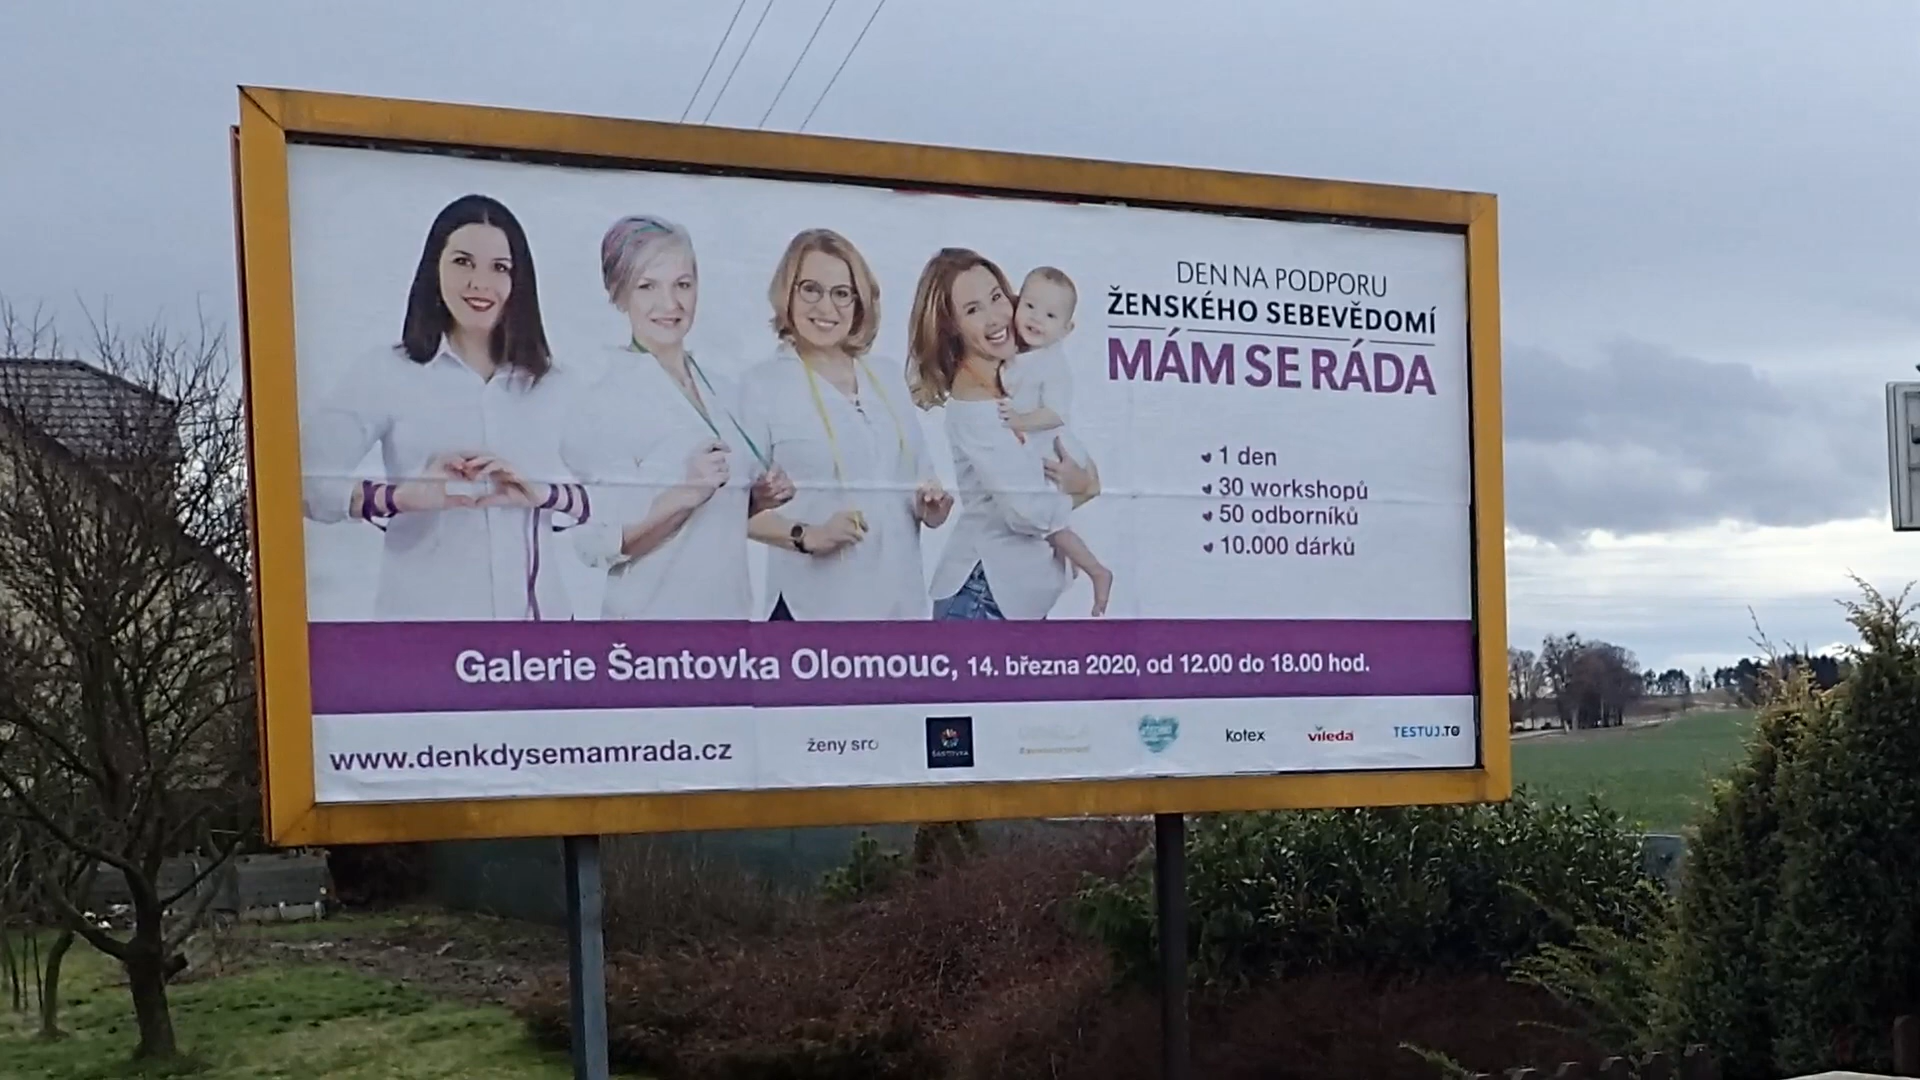 DEN NA PODPORU
ŽENSKÉHO SEBEVĚDOMÍ
MÁM SE RÁDA
1 den
30 workshopů
50 odborníků
10.000 dárků
Galerie Šantovka Olomouc, 14. března 2020, od 12.00 do 18.00 hod.
www.denkdysemamrada.cz
ženy sro
ŠANTOVKA
kotex
vileda
TESTUJ.TO